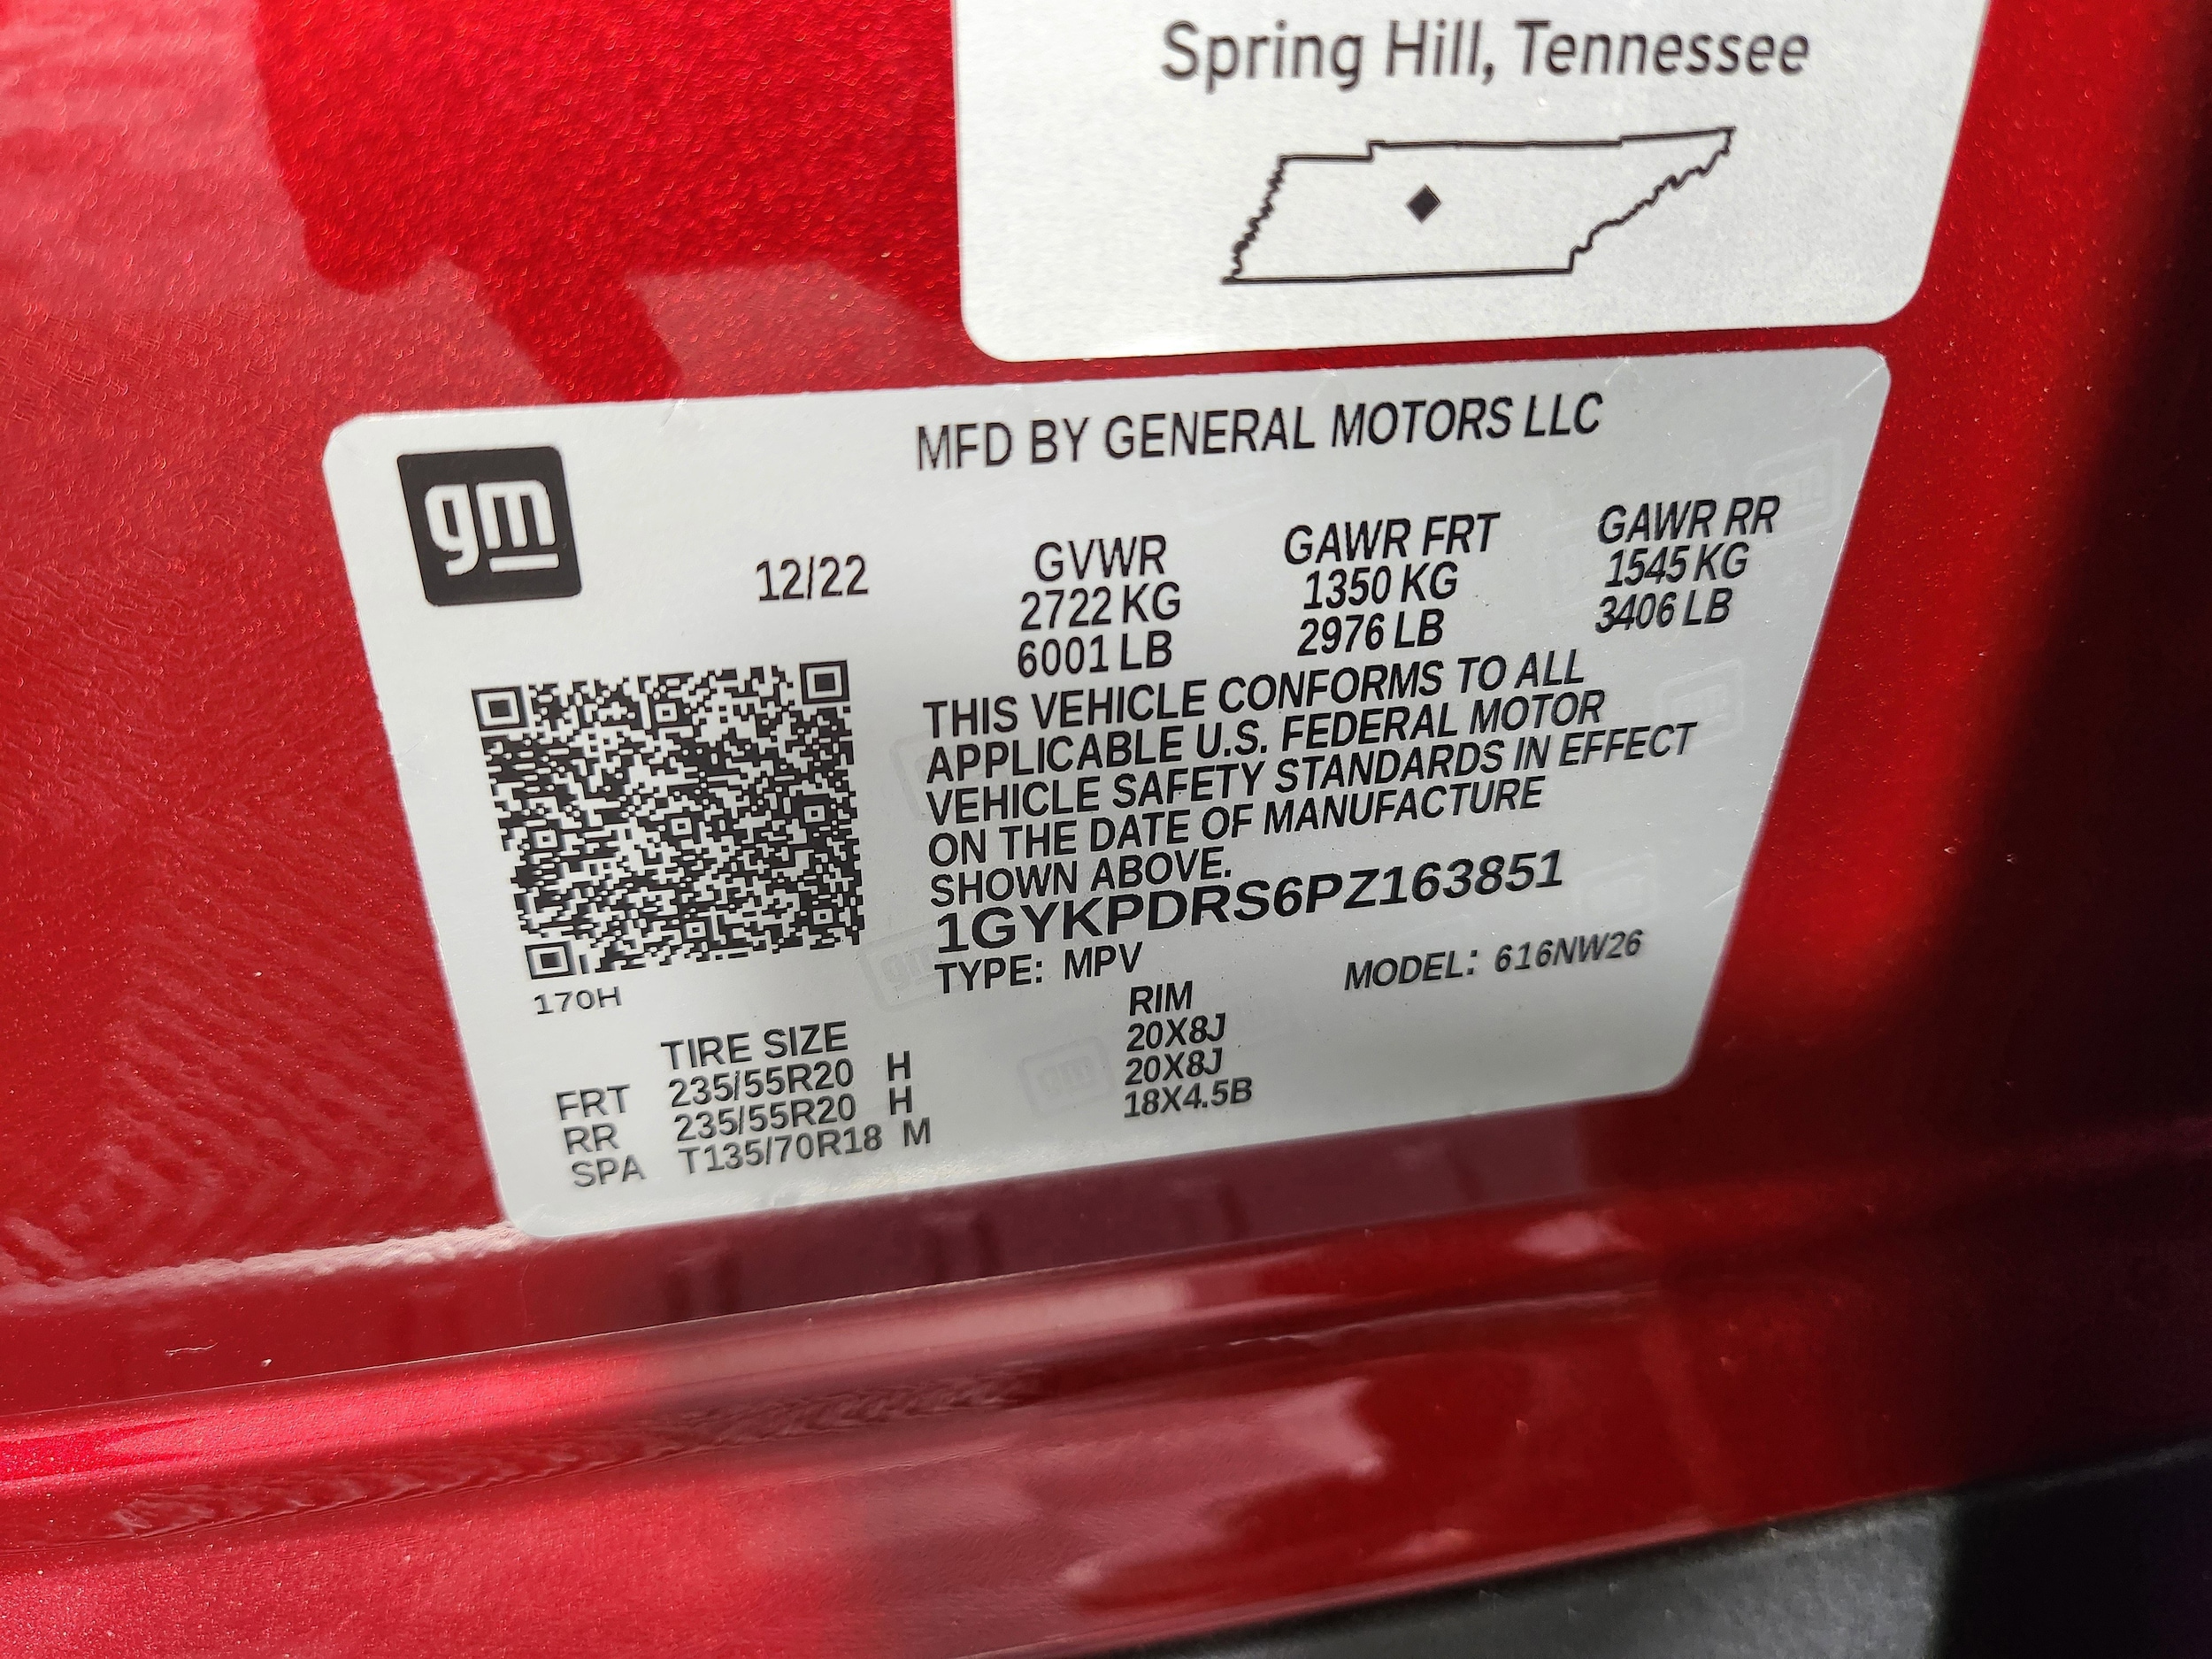 Spring Hill, Tennessee
gm
MFD BY GENERAL MOTORS LLC
12/22
GVWR GAWR FRT GAWR RR
2722 KG 1350 KG 1545 KG
6001 LB 2976 LB 3406 LB
THIS VEHICLE CONFORMS TO ALL
APPLICABLE U.S. FEDERAL MOTOR
VEHICLE SAFETY STANDARDS IN EFFECT
ON THE DATE OF MANUFACTURE
SHOWN ABOVE.
1GYKPDRS6PZ163851
TYPE: MPV MODEL: 616NW26
170H
TIRE SIZE RIM
FRT 235/55R20 H 20X8J
RR 235/55R20 H 20X8J
SPA T135/70R18 M 18X4.5B